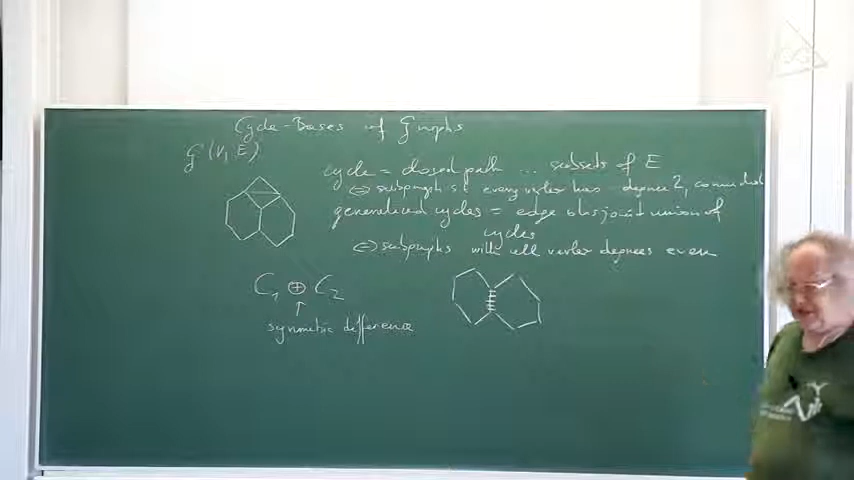 Cycle-Bases of Graphs
G(V, E)
cycle = closed path ... subsets of E
⇔ subgraph s.t. every vertex has degree 2, connected
generalized cycles = edge disjoint union of
cycles
⇔ subgraphs with all vertex degrees even
C₁ ⊕ C₂
↑
symmetric difference